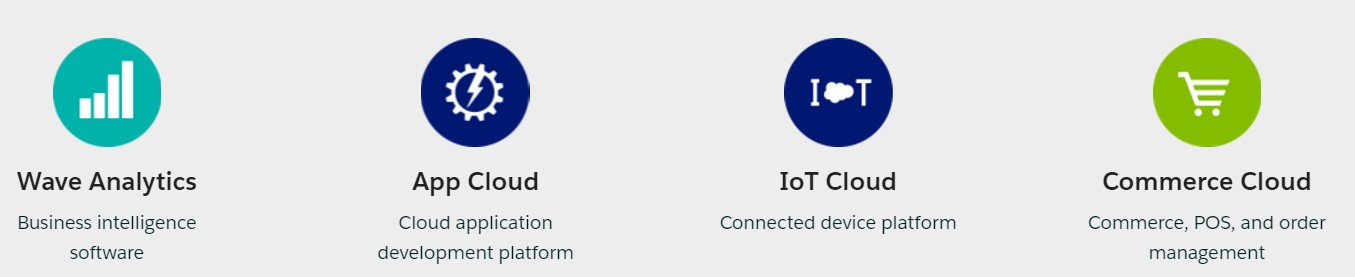 I T
Wave Analytics
Business intelligence
software
App Cloud
Cloud application
development platform
IoT Cloud
Connected device platform
Commerce Cloud
Commerce, POS, and order
management